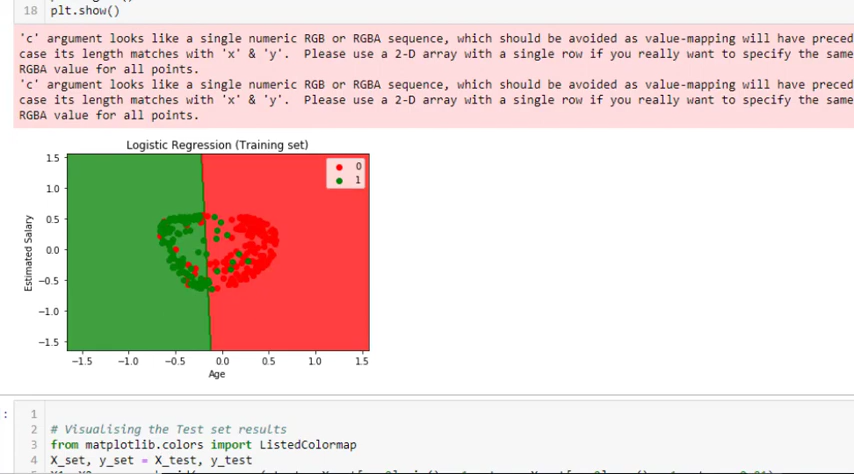 18 plt.show()
'c' argument looks like a single numeric RGB or RGBA sequence, which should be avoided as value-mapping will have preced
case its length matches with 'x' & 'y'. Please use a 2-D array with a single row if you really want to specify the same
RGBA value for all points.
'c' argument looks like a single numeric RGB or RGBA sequence, which should be avoided as value-mapping will have preced
case its length matches with 'x' & 'y'. Please use a 2-D array with a single row if you really want to specify the same
RGBA value for all points.
Logistic Regression (Training set)
0
1
1.5
1.0
0.5
0.0
−0.5
−1.0
−1.5
Estimated Salary
−1.5 −1.0 −0.5 0.0 0.5 1.0 1.5
Age
: 1
2 # Visualising the Test set results
3 from matplotlib.colors import ListedColormap
4 X_set, y_set = X_test, y_test